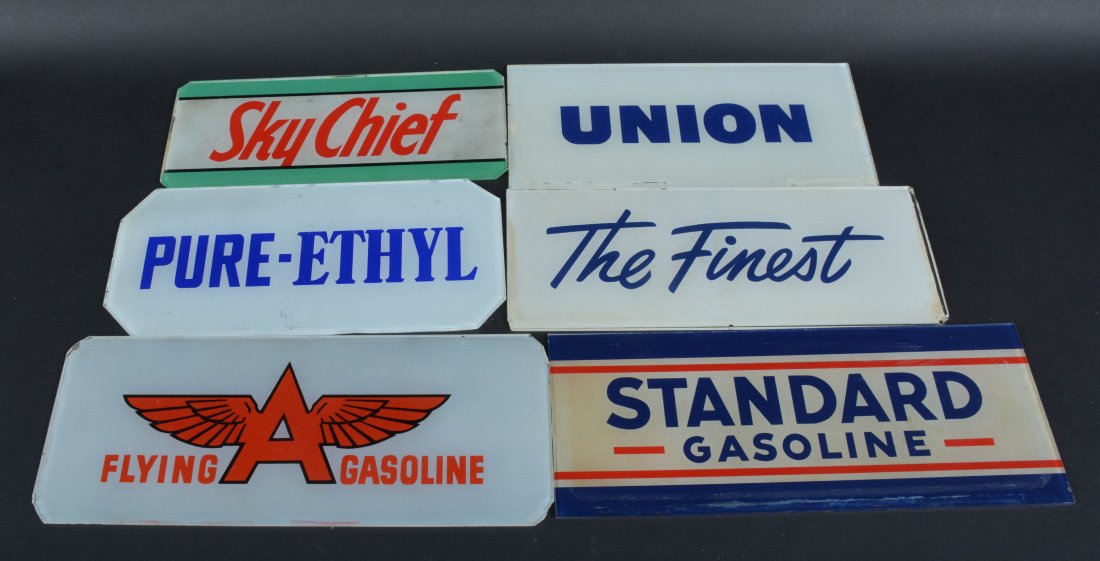 Sky Chief
UNION
PURE-ETHYL
The Finest
FLYING A GASOLINE
STANDARD
GASOLINE